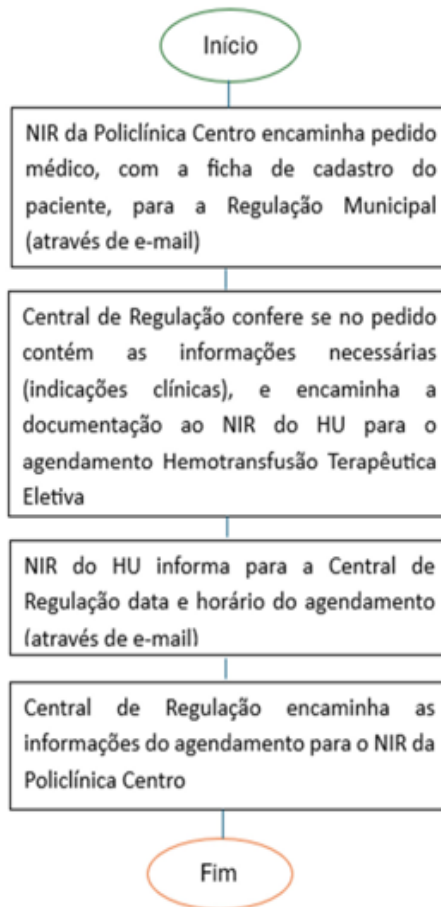 Início
NIR da Policlínica Centro encaminha pedido
médico, com a ficha de cadastro do
paciente, para a Regulação Municipal
(através de e-mail)
Central de Regulação confere se no pedido
contém as informações necessárias
(indicações clínicas), e encaminha a
documentação ao NIR do HU para o
agendamento Hemotransfusão Terapêutica
Eletiva
NIR do HU informa para a Central de
Regulação data e horário do agendamento
(através de e-mail)
Central de Regulação encaminha as
informações do agendamento para o NIR da
Policlínica Centro
Fim